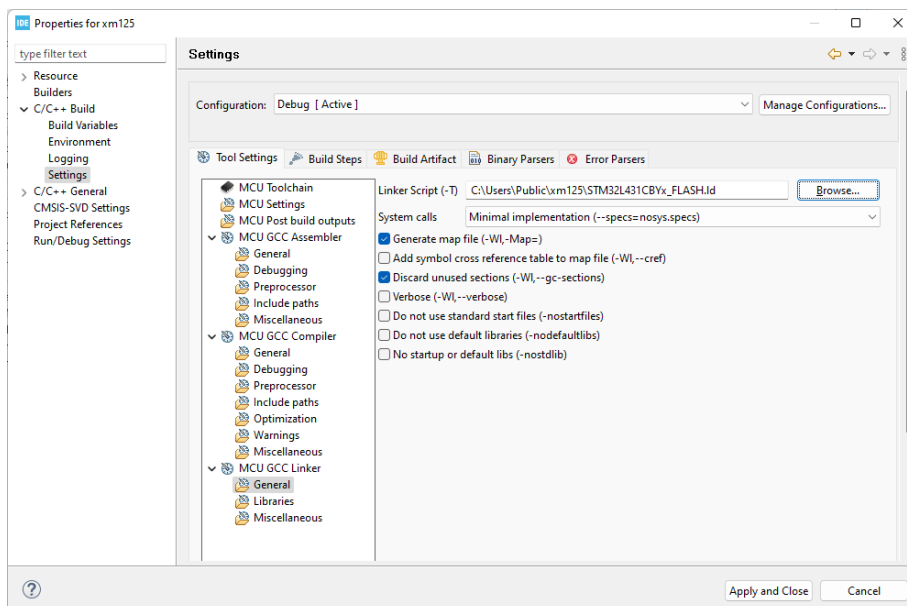 IDE Properties for xm125
type filter text
Resource
Builders
C/C++ Build
Build Variables
Environment
Logging
Settings
C/C++ General
CMSIS-SVD Settings
Project References
Run/Debug Settings
Settings
Configuration: Debug [ Active ] Manage Configurations...
Tool Settings Build Steps Build Artifact Binary Parsers Error Parsers
MCU Toolchain
MCU Settings
MCU Post build outputs
MCU GCC Assembler
General
Debugging
Preprocessor
Include paths
Miscellaneous
MCU GCC Compiler
General
Debugging
Preprocessor
Include paths
Optimization
Warnings
Miscellaneous
MCU GCC Linker
General
Libraries
Miscellaneous
Linker Script (-T) C:\Users\Public\xm125\STM32L431CBYx_FLASH.ld Browse...
System calls Minimal implementation (--specs=nosys.specs)
Generate map file (-Wl,-Map=)
Add symbol cross reference table to map file (-Wl,--cref)
Discard unused sections (-Wl,--gc-sections)
Verbose (-Wl,--verbose)
Do not use standard start files (-nostartfiles)
Do not use default libraries (-nodefaultlibs)
No startup or default libs (-nostdlib)
? Apply and Close Cancel